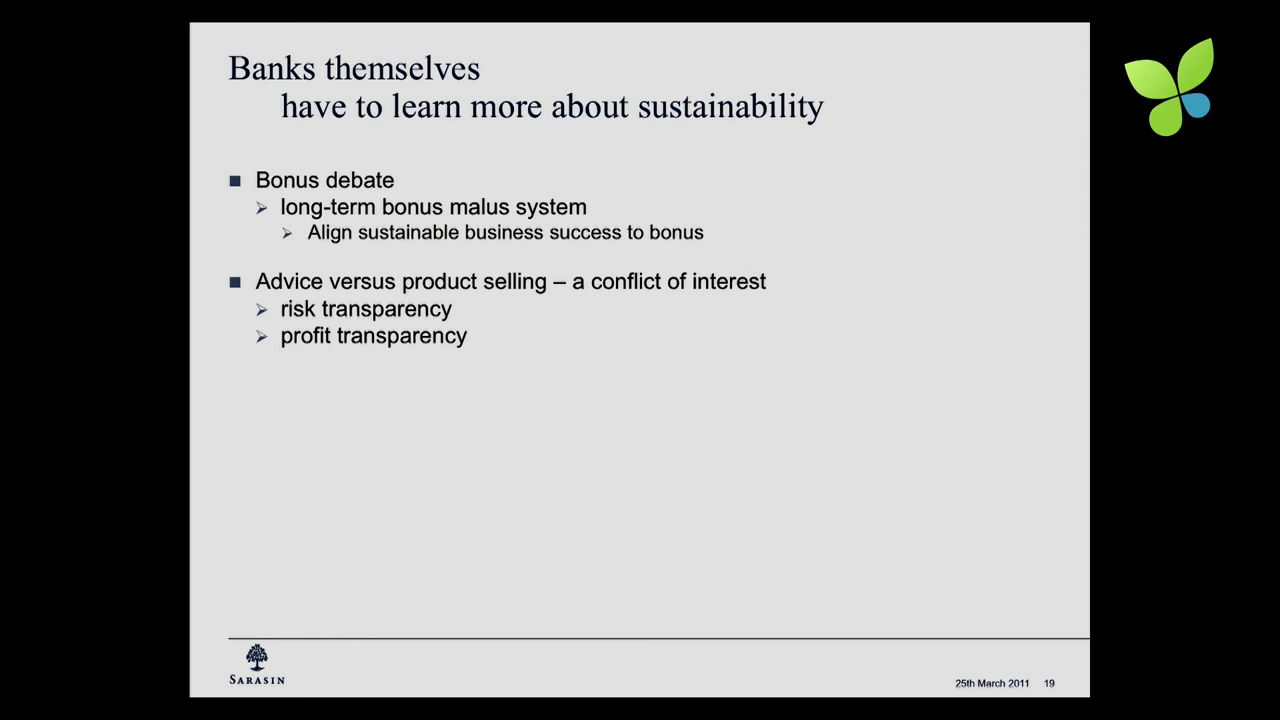 Banks themselves
have to learn more about sustainability
Bonus debate
long-term bonus malus system
Align sustainable business success to bonus
Advice versus product selling – a conflict of interest
risk transparency
profit transparency
SARASIN
25th March 2011 19